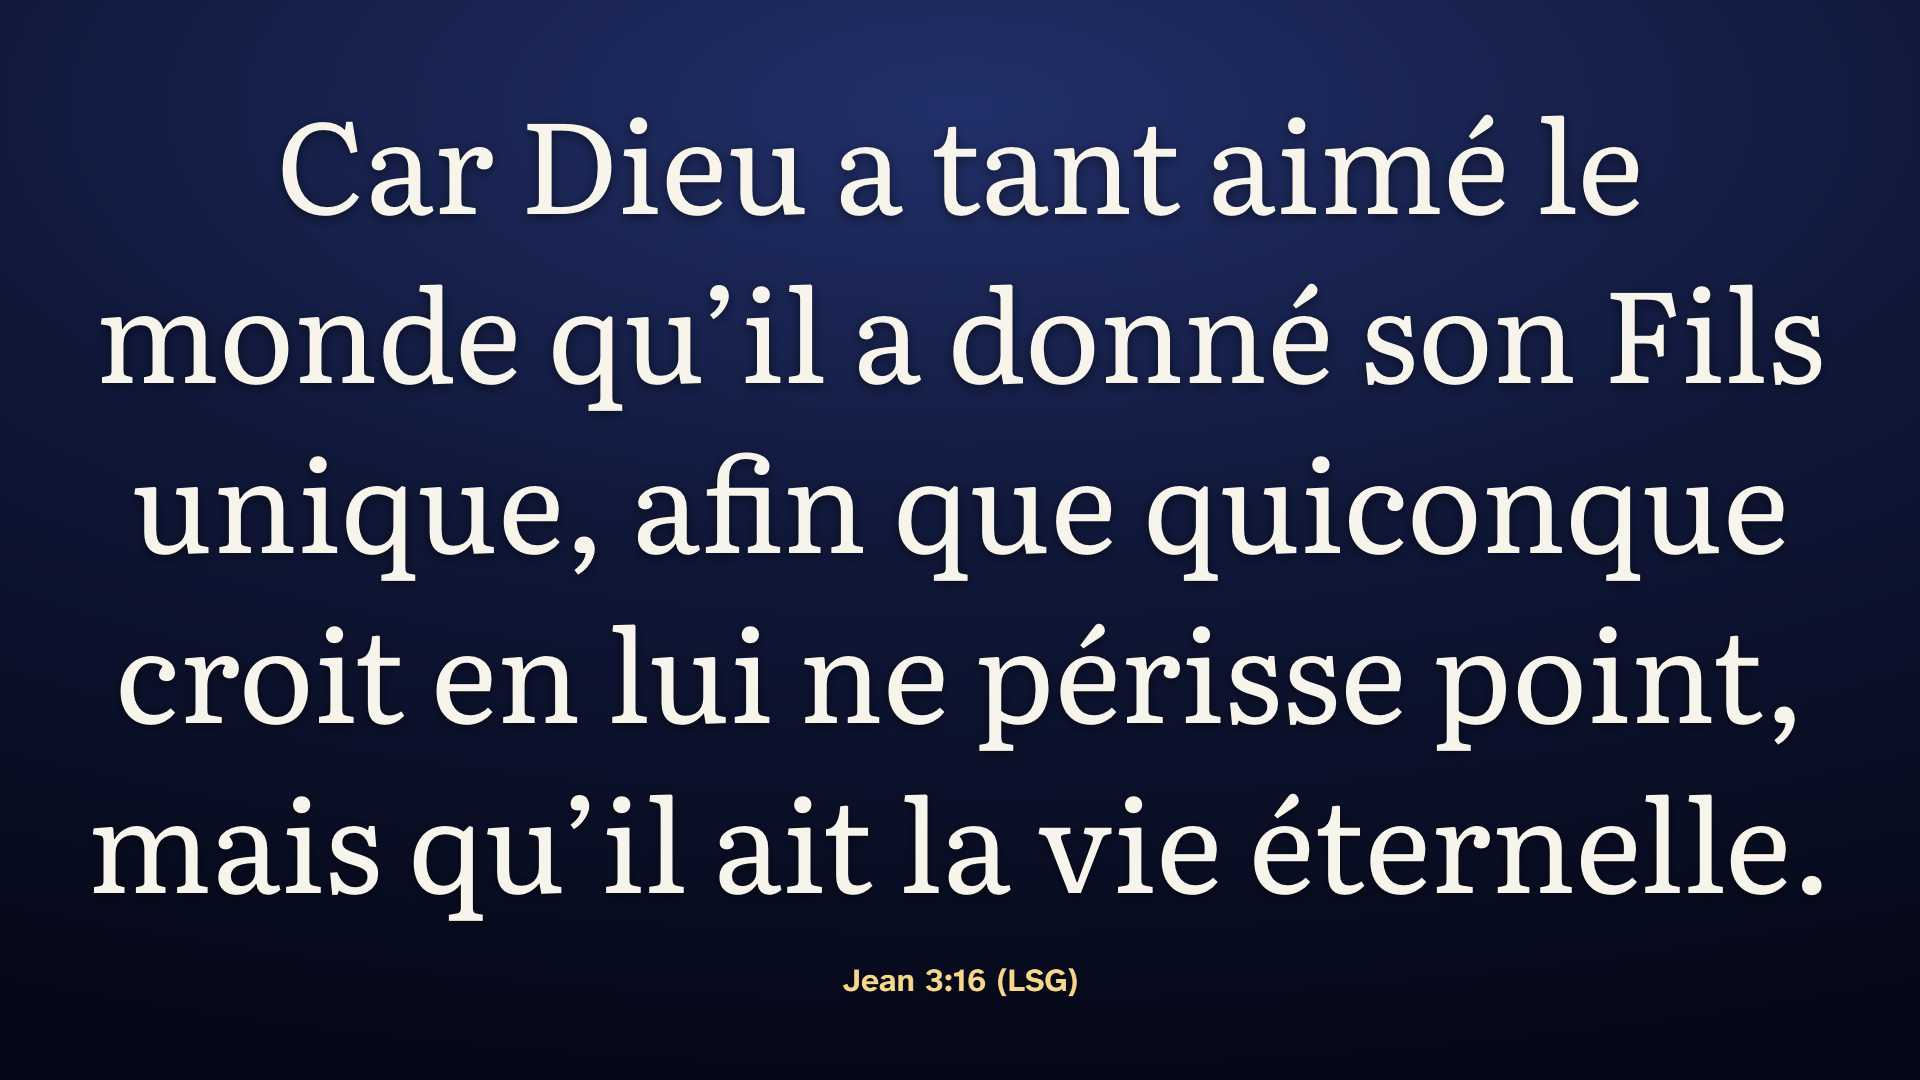 Car Dieu a tant aimé le
monde qu’il a donné son Fils
unique, afin que quiconque
croit en lui ne périsse point,
mais qu’il ait la vie éternelle.
Jean 3:16 (LSG)